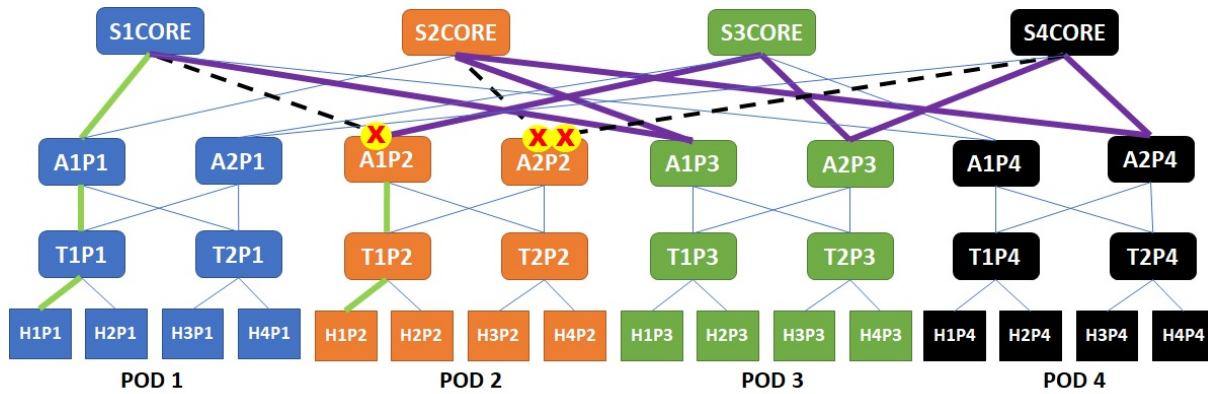 S1CORE S2CORE S3CORE S4CORE
X X X
A1P1 A2P1 A1P2 A2P2 A1P3 A2P3 A1P4 A2P4
T1P1 T2P1 T1P2 T2P2 T1P3 T2P3 T1P4 T2P4
H1P1 H2P1 H3P1 H4P1 H1P2 H2P2 H3P2 H4P2 H1P3 H2P3 H3P3 H4P3 H1P4 H2P4 H3P4 H4P4
POD 1 POD 2 POD 3 POD 4